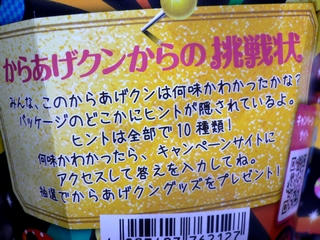 からあげクンからの挑戦状
みんな、このからあげクンは何味かわかったかな?
パッケージのどこかにヒントが隠されているよ。
ヒントは全部で10種類!
何味かわかったら、キャンペーンサイトに
アクセスして答えを入力してね。
抽選でからあげクングッズをプレゼント!